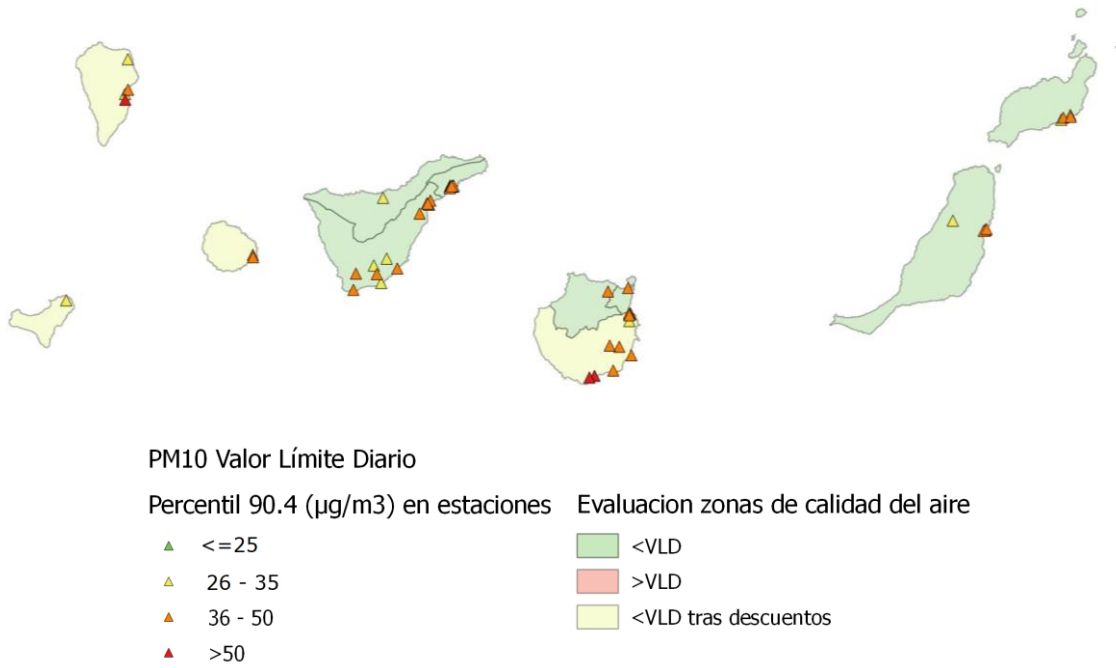 PM10 Valor Límite Diario
Percentil 90.4 (µg/m3) en estaciones
<=25
26 - 35
36 - 50
>50
Evaluacion zonas de calidad del aire
<VLD
>VLD
<VLD tras descuentos